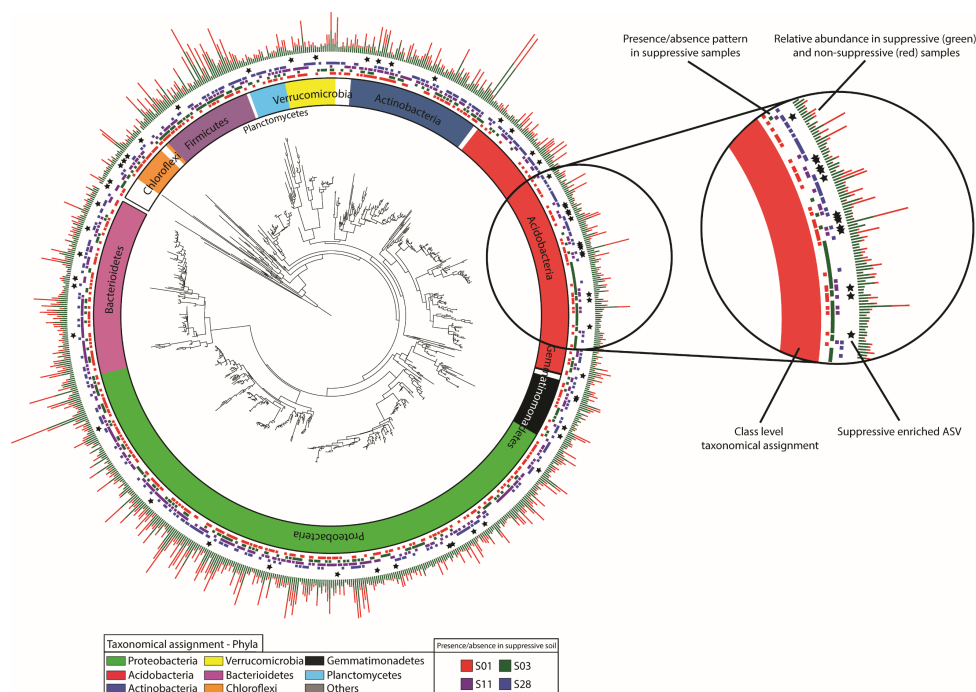 Presence/absence pattern
in suppressive samples
Relative abundance in suppressive (green)
and non-suppressive (red) samples
Verrucomicrobia
Planctomycetes
Actinobacteria
Firmicutes
Chloroflexi
Acidobacteria
Bacterioidetes
Gemmatinomonadetes
Proteobacteria
Class level
taxonomical assignment
Suppressive enriched ASV
Taxonomical assignment - Phyla
Proteobacteria Verrucomicrobia Gemmatimonadetes
Acidobacteria Bacterioidetes Planctomycetes
Actinobacteria Chloroflexi Others
Presence/absence in suppressive soil
S01 S03
S11 S28